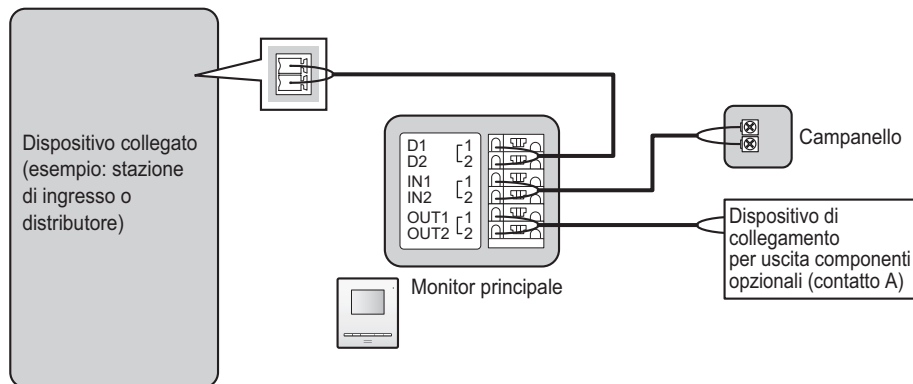 Dispositivo collegato
(esempio: stazione
di ingresso o
distributore)
D1 1
D2 2
IN1 1
IN2 2
OUT1 1
OUT2 2
Monitor principale
Campanello
Dispositivo di
collegamento
per uscita componenti
opzionali (contatto A)